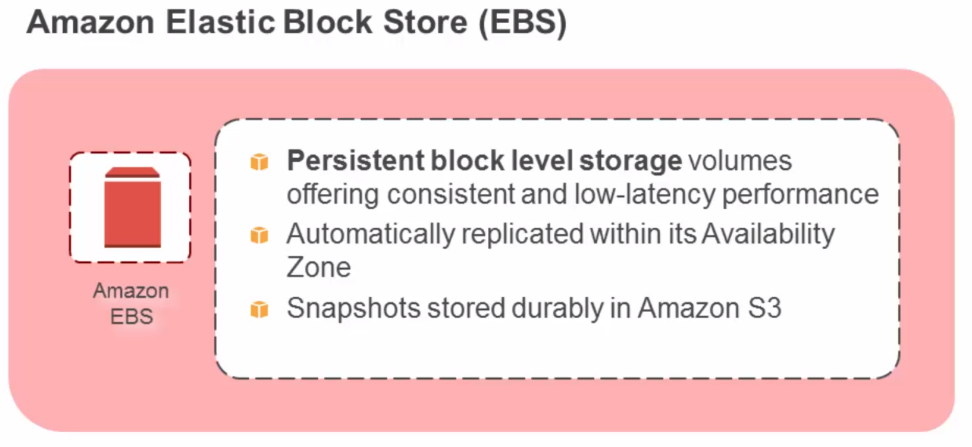 Amazon Elastic Block Store (EBS)
Persistent block level storage volumes
offering consistent and low-latency performance
Automatically replicated within its Availability
Zone
Snapshots stored durably in Amazon S3
Amazon
EBS